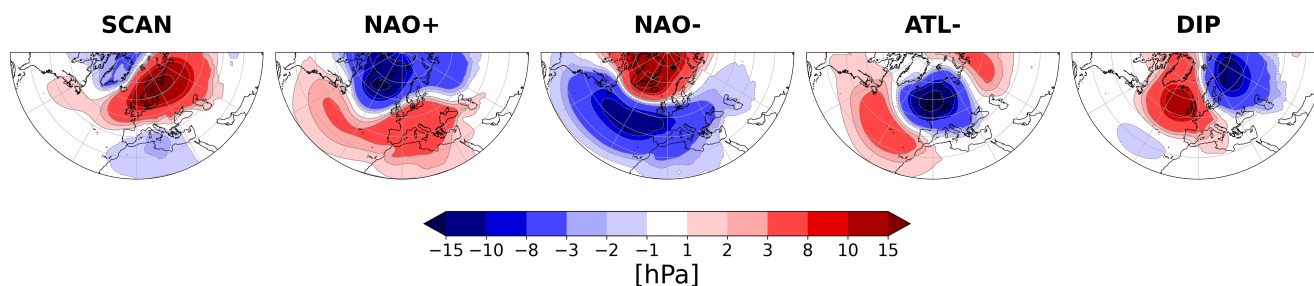 SCAN NAO+ NAO- ATL- DIP
−15 −10 −8 −3 −2 −1 1 2 3 8 10 15
[hPa]